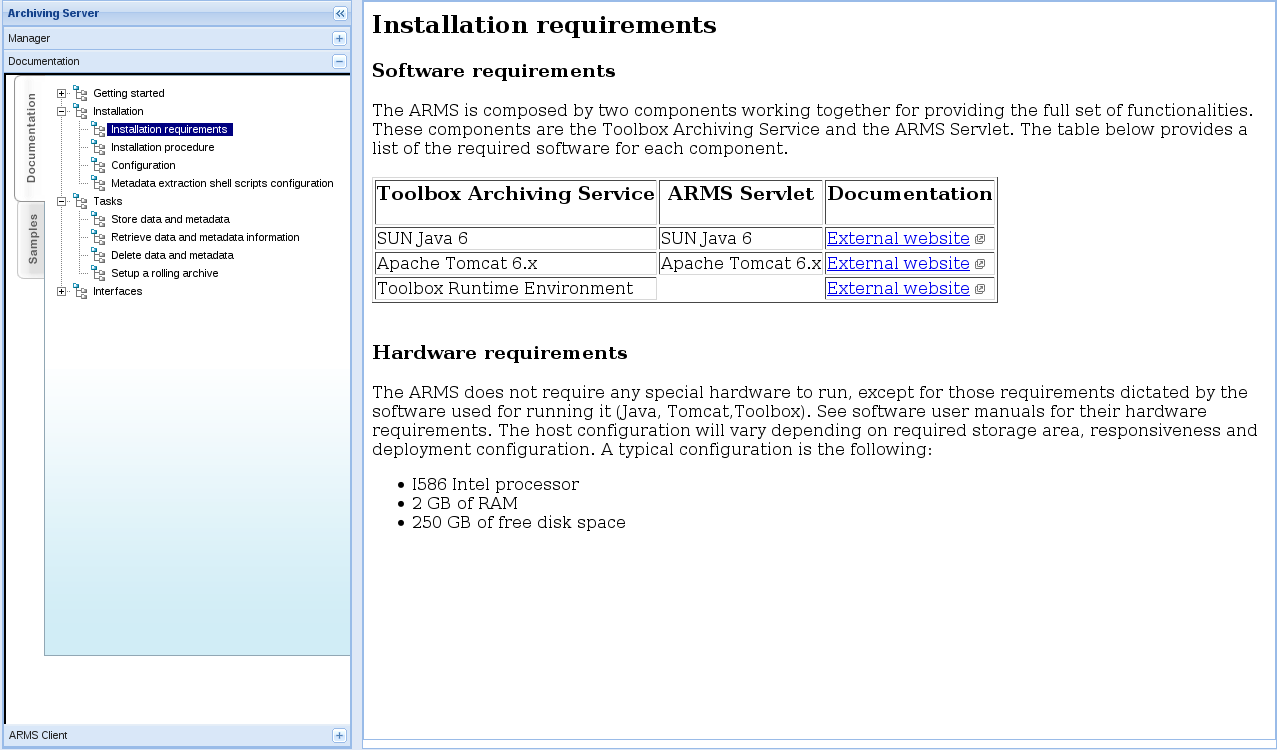 Archiving Server
Manager
Documentation
Documentation
Samples
Getting started
Installation
Installation requirements
Installation procedure
Configuration
Metadata extraction shell scripts configuration
Tasks
Store data and metadata
Retrieve data and metadata information
Delete data and metadata
Setup a rolling archive
Interfaces
ARMS Client
Installation requirements
Software requirements
The ARMS is composed by two components working together for providing the full set of functionalities.
These components are the Toolbox Archiving Service and the ARMS Servlet. The table below provides a
list of the required software for each component.
Toolbox Archiving Service ARMS Servlet Documentation
SUN Java 6 SUN Java 6 External website
Apache Tomcat 6.x Apache Tomcat 6.x External website
Toolbox Runtime Environment External website
Hardware requirements
The ARMS does not require any special hardware to run, except for those requirements dictated by the
software used for running it (Java, Tomcat,Toolbox). See software user manuals for their hardware
requirements. The host configuration will vary depending on required storage area, responsiveness and
deployment configuration. A typical configuration is the following:
• I586 Intel processor
• 2 GB of RAM
• 250 GB of free disk space